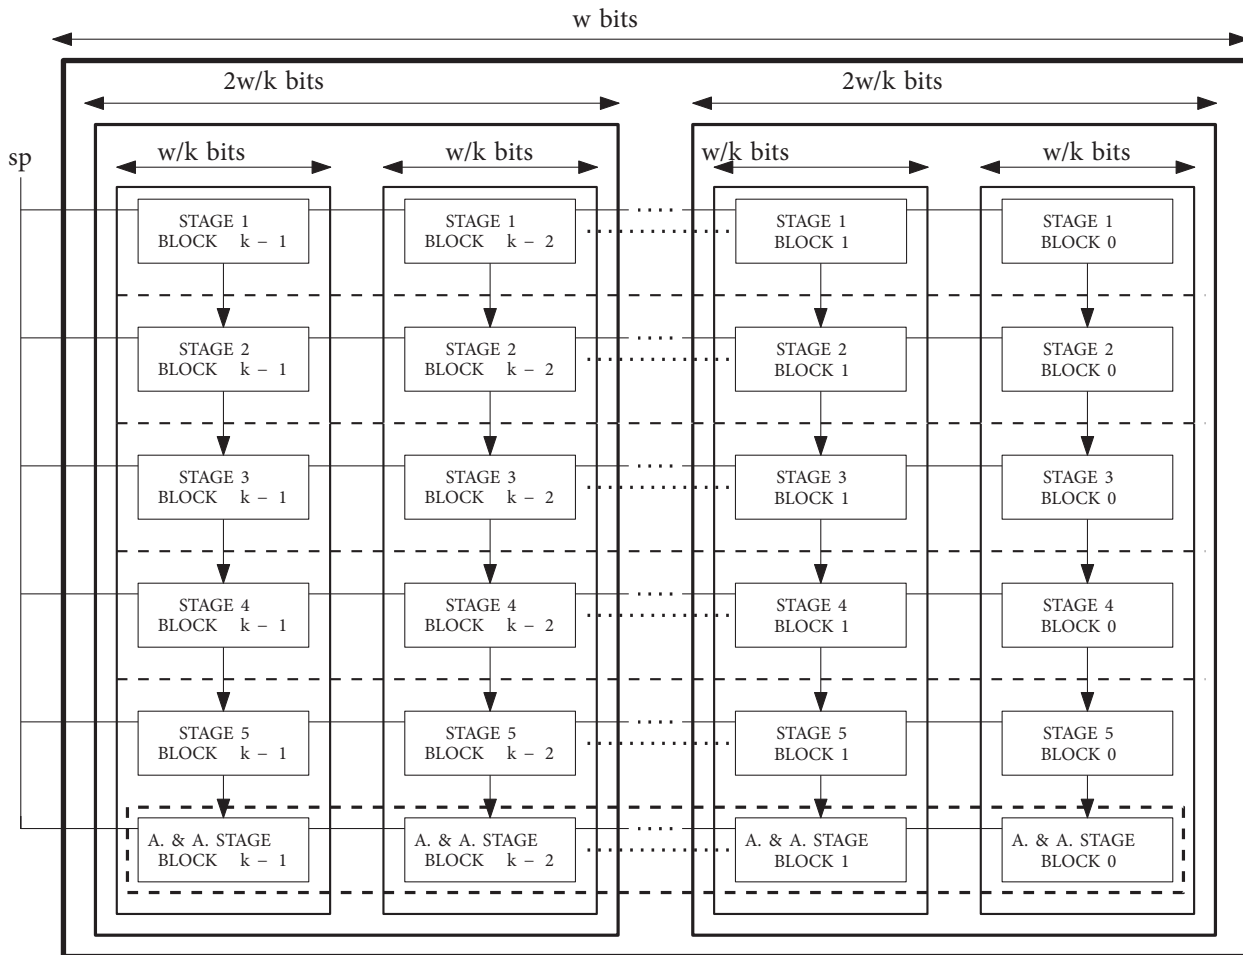 w bits
2w/k bits
2w/k bits
sp
w/k bits
w/k bits
w/k bits
w/k bits
STAGE 1
BLOCK k – 1
STAGE 1
BLOCK k – 2
STAGE 1
BLOCK 1
STAGE 1
BLOCK 0
STAGE 2
BLOCK k – 1
STAGE 2
BLOCK k – 2
STAGE 2
BLOCK 1
STAGE 2
BLOCK 0
STAGE 3
BLOCK k – 1
STAGE 3
BLOCK k – 2
STAGE 3
BLOCK 1
STAGE 3
BLOCK 0
STAGE 4
BLOCK k – 1
STAGE 4
BLOCK k – 2
STAGE 4
BLOCK 1
STAGE 4
BLOCK 0
STAGE 5
BLOCK k – 1
STAGE 5
BLOCK k – 2
STAGE 5
BLOCK 1
STAGE 5
BLOCK 0
A. & A. STAGE
BLOCK k – 1
A. & A. STAGE
BLOCK k – 2
A. & A. STAGE
BLOCK 1
A. & A. STAGE
BLOCK 0